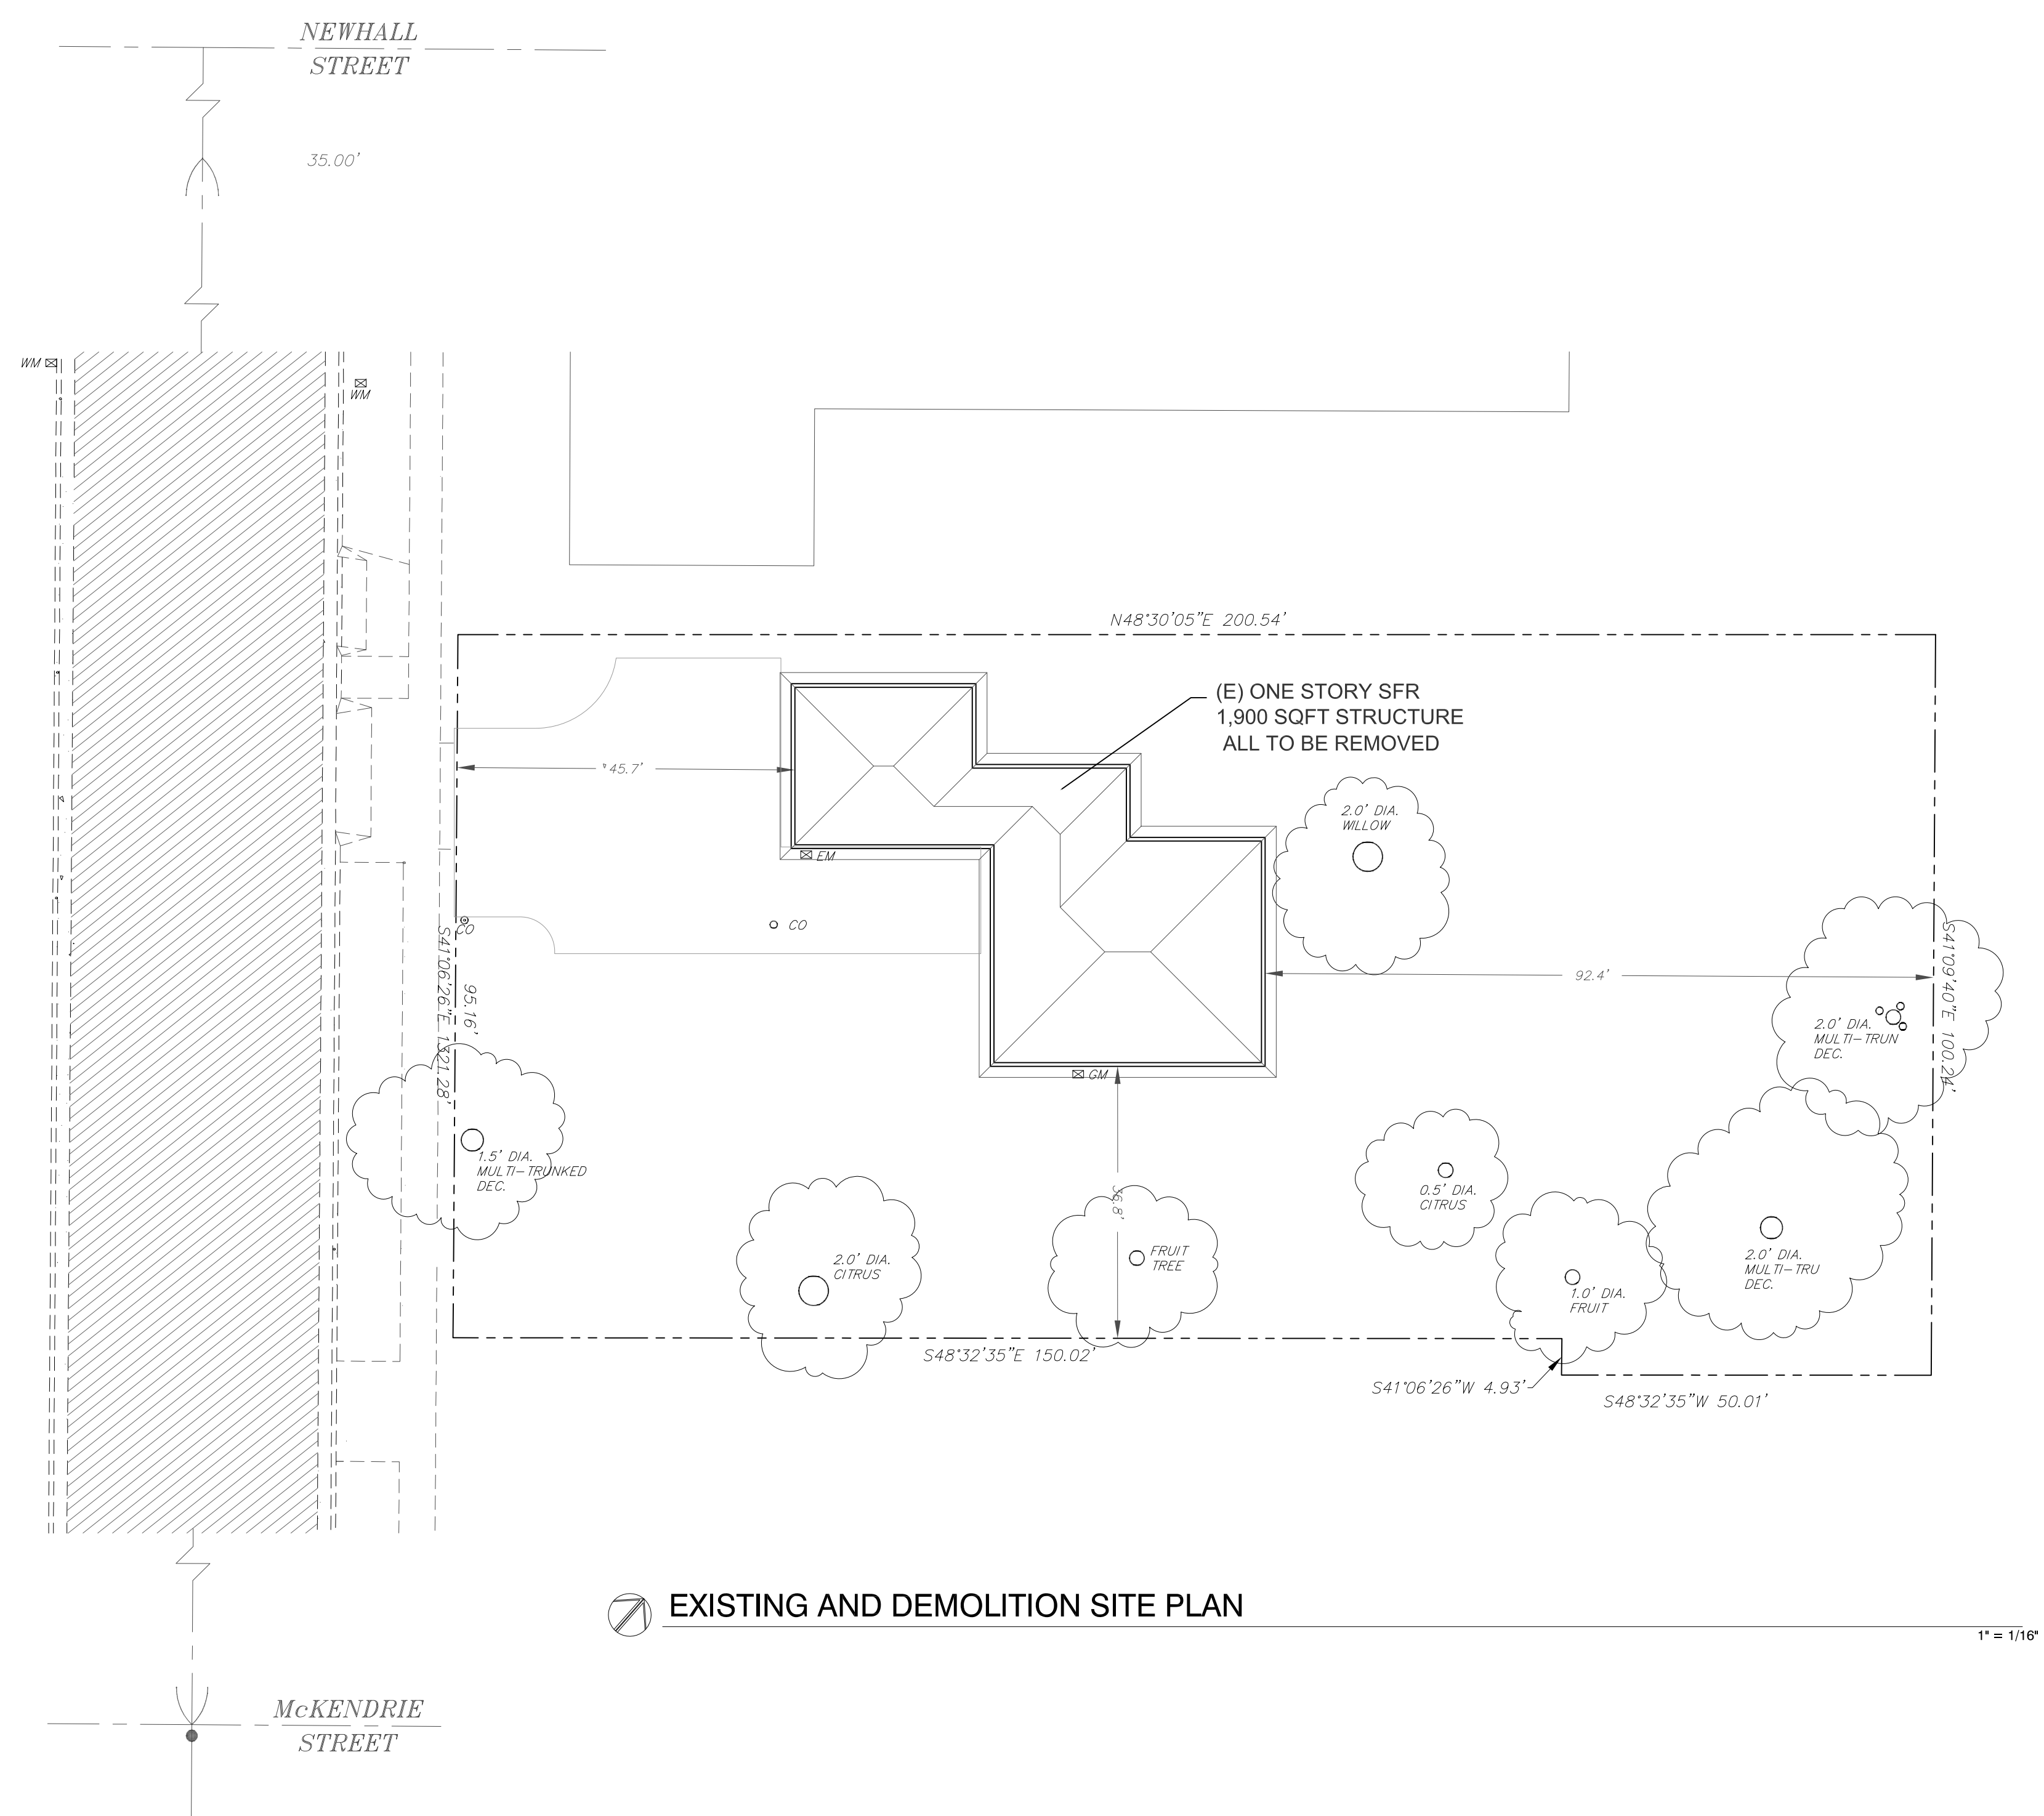 NEWHALL
STREET
35.00'
WM
WM
N48°30'05"E 200.54'
(E) ONE STORY SFR
1,900 SQFT STRUCTURE
ALL TO BE REMOVED
45.7'
2.0' DIA.
WILLOW
EM
CO
CO
S41°06'26"E 1321.28'
95.16'
92.4'
S41°09'40"E 100.24'
2.0' DIA.
MULTI-TRUN
DEC.
GM
1.5' DIA.
MULTI-TRUNKED
DEC.
36.8'
0.5' DIA.
CITRUS
2.0' DIA.
CITRUS
FRUIT
TREE
2.0' DIA.
MULTI-TRU
DEC.
1.0' DIA.
FRUIT
S48°32'35"E 150.02'
S41°06'26"W 4.93'
S48°32'35"W 50.01'
EXISTING AND DEMOLITION SITE PLAN
1" = 1/16"
McKENDRIE
STREET